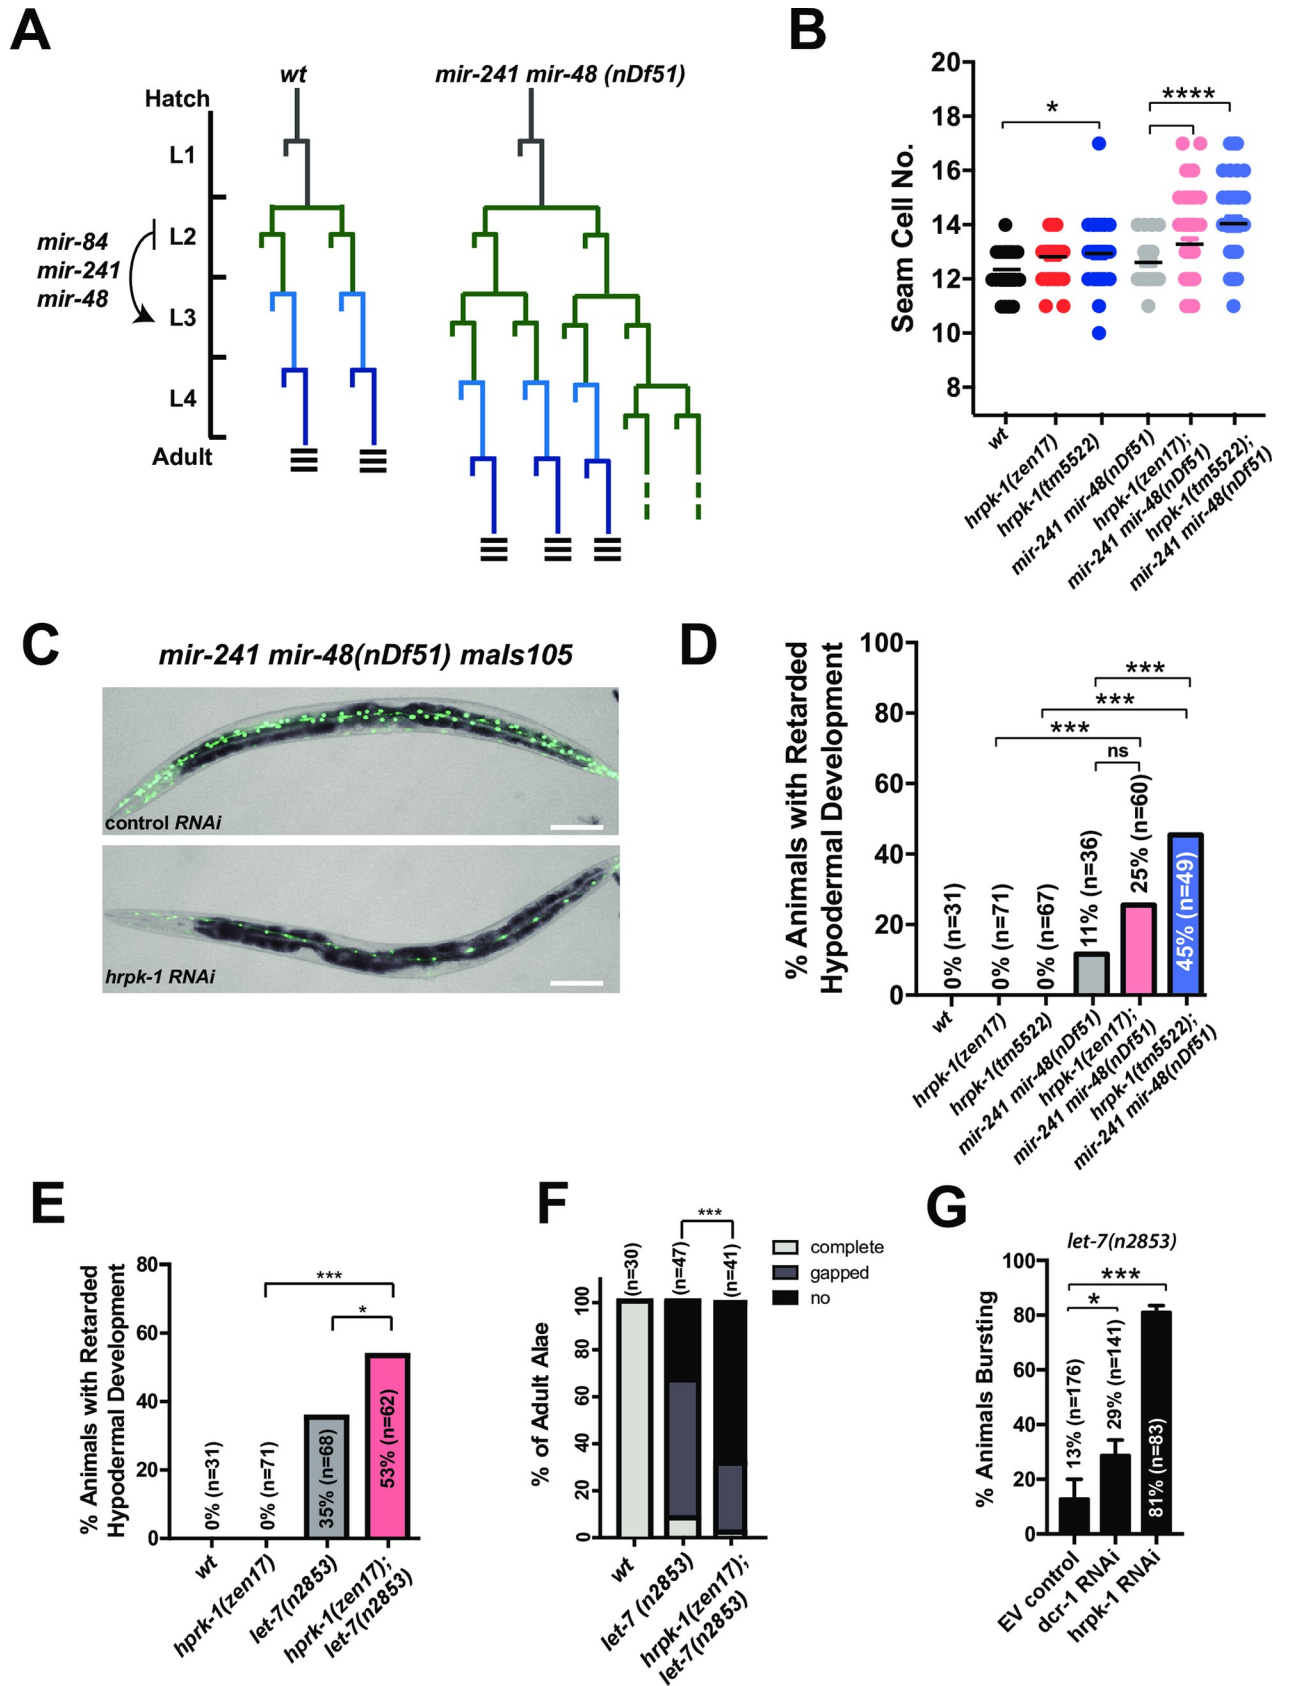 A
wt
mir-241 mir-48 (nDf51)
Hatch
L1
L2
L3
L4
Adult
mir-84
mir-241
mir-48
B
Seam Cell No.
20
18
16
14
12
10
8
*
****
wt
hrpk-1(zen17)
hrpk-1(tm5522)
mir-241 mir-48(nDf51)
hrpk-1(zen17);
mir-241 mir-48(nDf51)
hrpk-1(tm5522);
mir-241 mir-48(nDf51)
C
mir-241 mir-48(nDf51) maIs105
control RNAi
hrpk-1 RNAi
D
% Animals with Retarded
Hypodermal Development
100
80
60
40
20
0
***
***
***
ns
0% (n=31)
0% (n=71)
0% (n=67)
11% (n=36)
25% (n=60)
45% (n=49)
wt
hrpk-1(zen17)
hrpk-1(tm5522)
mir-241 mir-48(nDf51)
hrpk-1(zen17);
mir-241 mir-48(nDf51)
hrpk-1(tm5522);
mir-241 mir-48(nDf51)
E
% Animals with Retarded
Hypodermal Development
80
60
40
20
0
***
*
0% (n=31)
0% (n=71)
35% (n=68)
53% (n=62)
wt
hprk-1(zen17)
let-7(n2853)
hprk-1(zen17);
let-7(n2853)
F
% of Adult Alae
100
80
60
40
20
0
***
(n=30)
(n=47)
(n=41)
complete
gapped
no
wt
let-7 (n2853)
hrpk-1(zen17);
let-7(n2853)
G
let-7(n2853)
% Animals Bursting
100
80
60
40
20
0
***
*
13% (n=176)
29% (n=141)
81% (n=83)
EV control
dcr-1 RNAi
hrpk-1 RNAi